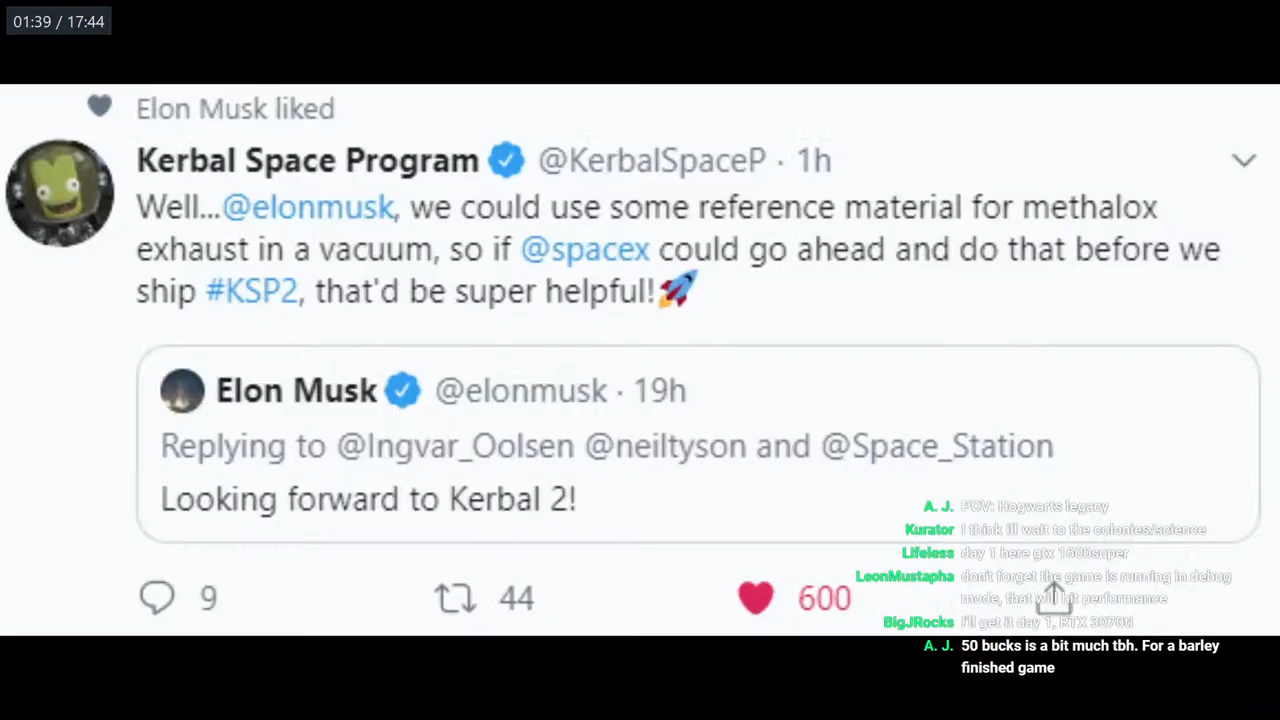 01:39 / 17:44
Elon Musk liked
Kerbal Space Program @KerbalSpaceP · 1h
Well...@elonmusk, we could use some reference material for methalox
exhaust in a vacuum, so if @spacex could go ahead and do that before we
ship #KSP2, that'd be super helpful!🚀
Elon Musk @elonmusk · 19h
Replying to @Ingvar_Oolsen @neiltyson and @Space_Station
Looking forward to Kerbal 2!
9 44 600
A. J. POV: Hogwarts legacy
Kurator I think ill wait to the colonies/science
Lifeless day 1 here gtx 1600super
LeonMustapha don't forget the game is running in debug
mode, that will hit performance
BigJRocks I'll get it day 1, RTX 3070ti
A. J. 50 bucks is a bit much tbh. For a barley
finished game